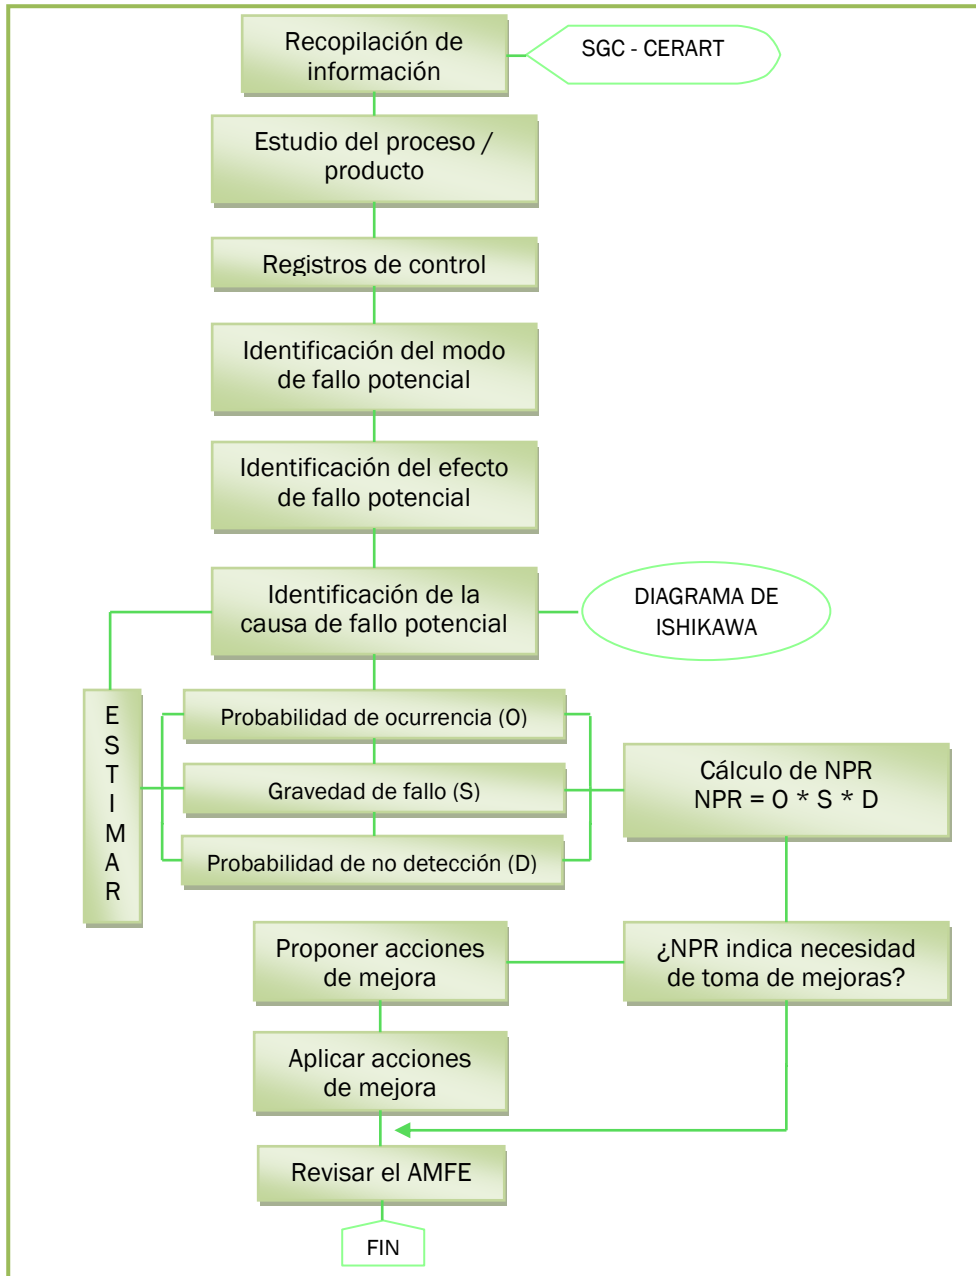 Recopilación de
información
SGC - CERART
Estudio del proceso /
producto
Registros de control
Identificación del modo
de fallo potencial
Identificación del efecto
de fallo potencial
Identificación de la
causa de fallo potencial
DIAGRAMA DE
ISHIKAWA
E
S
T
I
M
A
R
Probabilidad de ocurrencia (O)
Gravedad de fallo (S)
Probabilidad de no detección (D)
Cálculo de NPR
NPR = O * S * D
¿NPR indica necesidad
de toma de mejoras?
Proponer acciones
de mejora
Aplicar acciones
de mejora
Revisar el AMFE
FIN